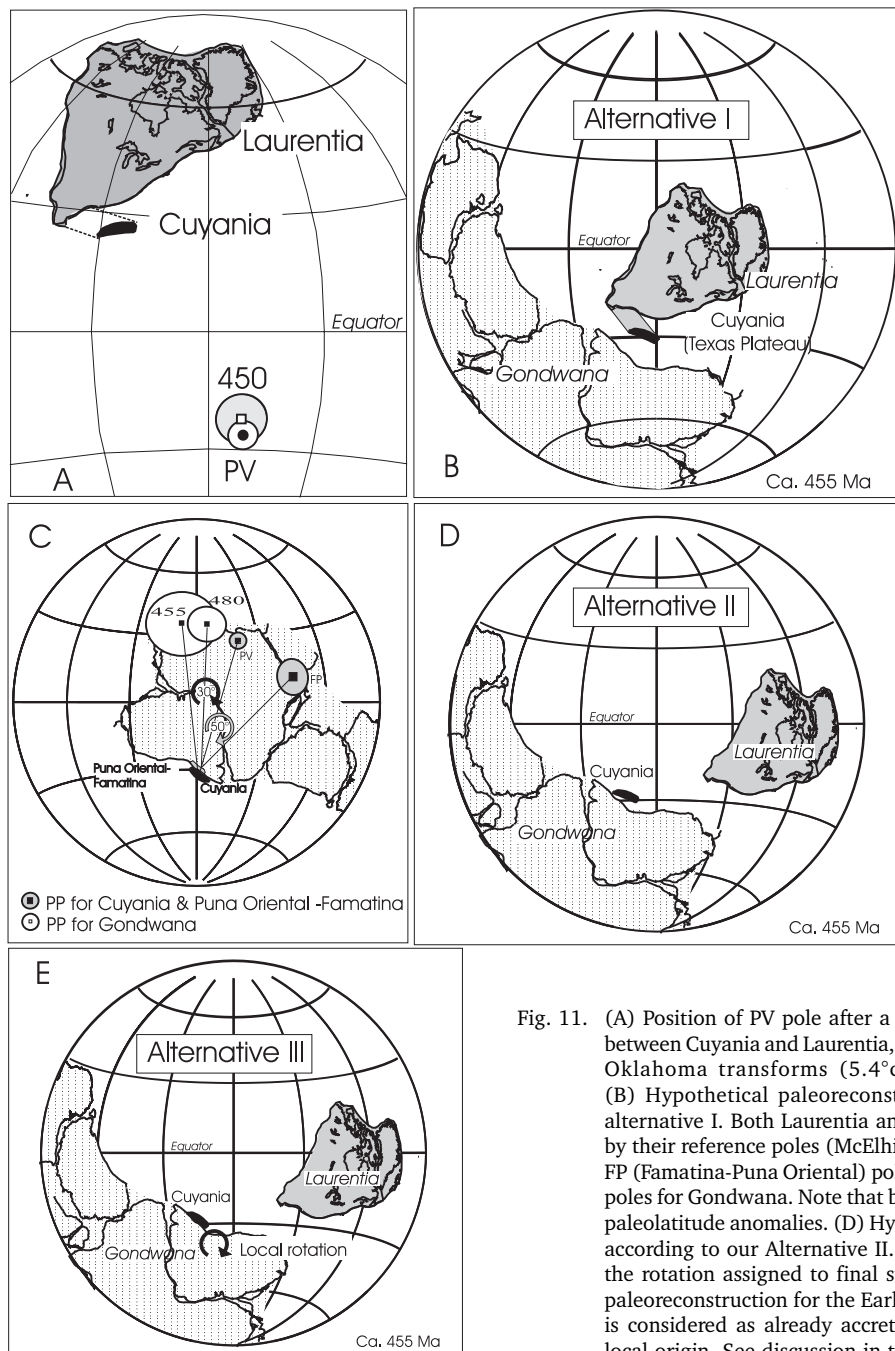 Laurentia
Cuyania
Equator
450
PV
A
Alternative I
Equator
Laurentia
Cuyania
(Texas Plateau)
Gondwana
B
Ca. 455 Ma
C
455
480
PV
FP
30°
50°
Puna Oriental-
Famatina
Cuyania
PP for Cuyania & Puna Oriental -Famatina
PP for Gondwana
D
Alternative II
Equator
Laurentia
Cuyania
Gondwana
Ca. 455 Ma
E
Alternative III
Equator
Laurentia
Cuyania
Gondwana
Local rotation
Ca. 455 Ma
Fig. 11. (A) Position of PV pole after a
between Cuyania and Laurentia,
Oklahoma transforms (5.4°
(B) Hypothetical paleoreconst
alternative I. Both Laurentia an
by their reference poles (McElhi
FP (Famatina-Puna Oriental) po
poles for Gondwana. Note that b
paleolatitude anomalies. (D) Hy
according to our Alternative II.
the rotation assigned to final s
paleoreconstruction for the Earl
is considered as already accret
local origin. See discussion in t